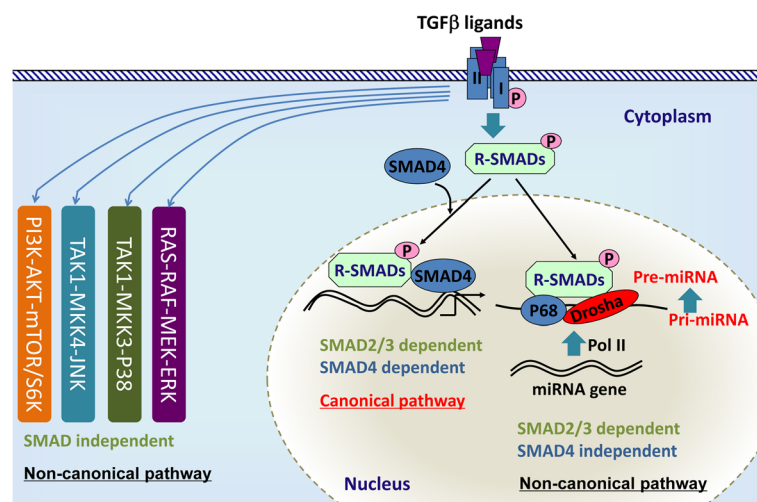 TGFβ ligands
II
I
P
Cytoplasm
P
R-SMADs
SMAD4
PI3K-AKT-mTOR/S6K
TAK1-MKK4-JNK
TAK1-MKK3-P38
RAS-RAF-MEK-ERK
SMAD independent
Non-canonical pathway
P
R-SMADs
SMAD4
SMAD2/3 dependent
SMAD4 dependent
Canonical pathway
P
R-SMADs
P68
Drosha
Pre-miRNA
Pri-miRNA
Pol II
miRNA gene
SMAD2/3 dependent
SMAD4 independent
Non-canonical pathway
Nucleus